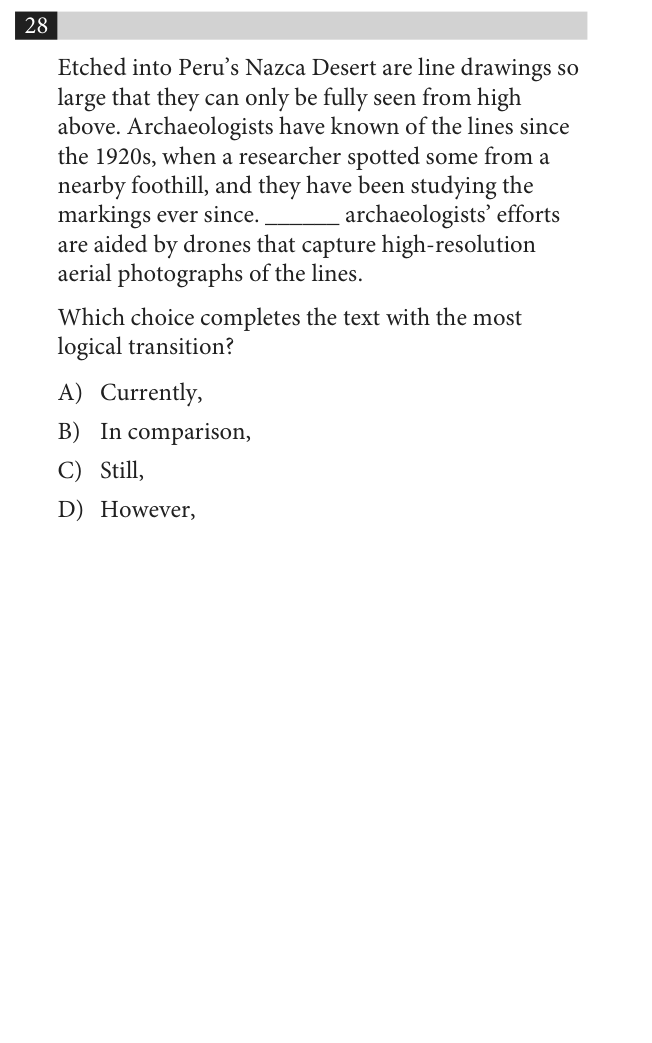 28
Etched into Peru’s Nazca Desert are line drawings so
large that they can only be fully seen from high
above. Archaeologists have known of the lines since
the 1920s, when a researcher spotted some from a
nearby foothill, and they have been studying the
markings ever since. ______ archaeologists’ efforts
are aided by drones that capture high-resolution
aerial photographs of the lines.
Which choice completes the text with the most
logical transition?
A) Currently,
B) In comparison,
C) Still,
D) However,